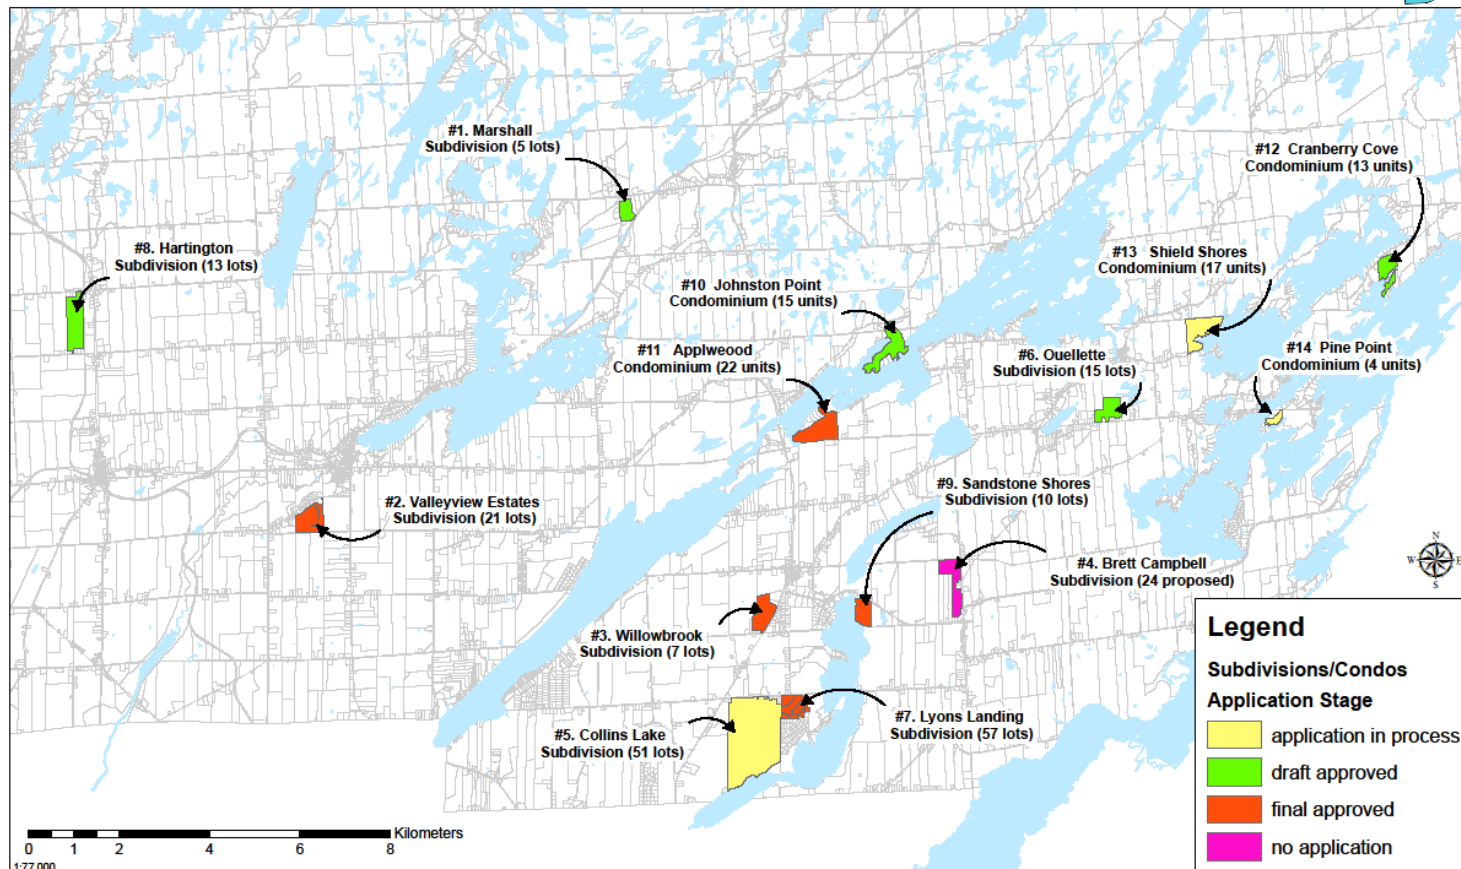 #1. Marshall
Subdivision (5 lots)
#12 Cranberry Cove
Condominium (13 units)
#8. Hartington
Subdivision (13 lots)
#13 Shield Shores
Condominium (17 units)
#10 Johnston Point
Condominium (15 units)
#11 Applweood
Condominium (22 units)
#6. Ouellette
Subdivision (15 lots)
#14 Pine Point
Condominium (4 units)
#9. Sandstone Shores
Subdivision (10 lots)
#2. Valleyview Estates
Subdivision (21 lots)
#4. Brett Campbell
Subdivision (24 proposed)
N
W E
S
#3. Willowbrook
Subdivision (7 lots)
#7. Lyons Landing
Subdivision (57 lots)
#5. Collins Lake
Subdivision (51 lots)
Legend
Subdivisions/Condos
Application Stage
application in process
draft approved
final approved
no application
Kilometers
0 1 2 4 6 8
1:77,000